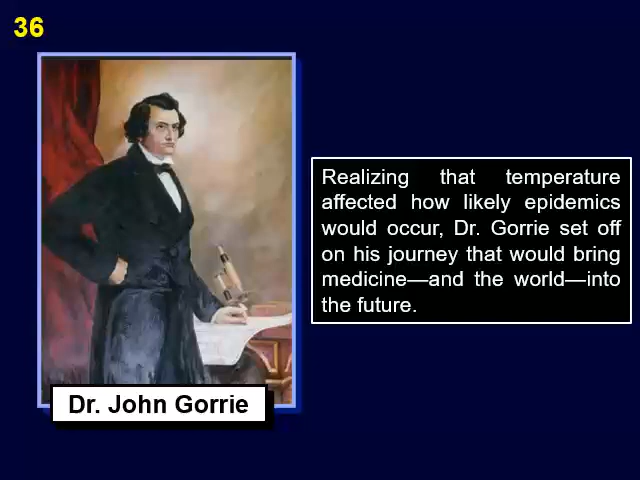 36
Realizing that temperature
affected how likely epidemics
would occur, Dr. Gorrie set off
on his journey that would bring
medicine—and the world—into
the future.
Dr. John Gorrie